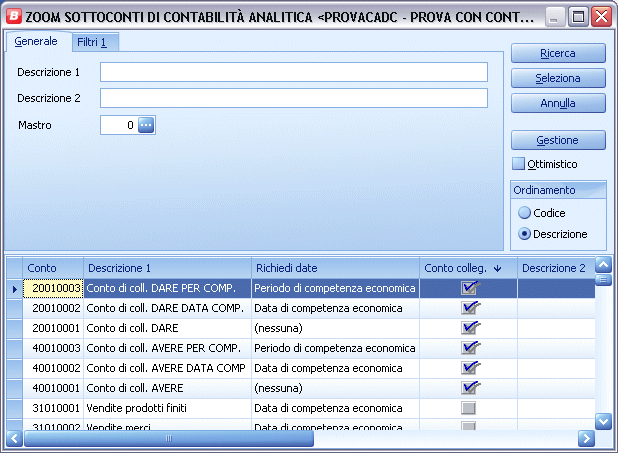 B ZOOM SOTTOCONTI DI CONTABILITÀ ANALITICA <PROVACADC - PROVA CON CONT...
Generale Filtri 1
Descrizione 1
Descrizione 2
Mastro 0 ...
Ricerca
Seleziona
Annulla
Gestione
Ottimistico
Ordinamento
Codice
Descrizione
Conto Descrizione 1 Richiedi date Conto colleg. Descrizione 2
20010003 Conto di coll. DARE PER COMP. Periodo di competenza economica
20010002 Conto di coll. DARE DATA COMP. Data di competenza economica
20010001 Conto di coll. DARE (nessuna)
40010003 Conto di coll. AVERE PER COMP. Periodo di competenza economica
40010002 Conto di coll. AVERE DATA COMP Data di competenza economica
40010001 Conto di coll. AVERE (nessuna)
31010001 Vendite prodotti finiti Data di competenza economica
31010002 Vendite merci Data di competenza economica